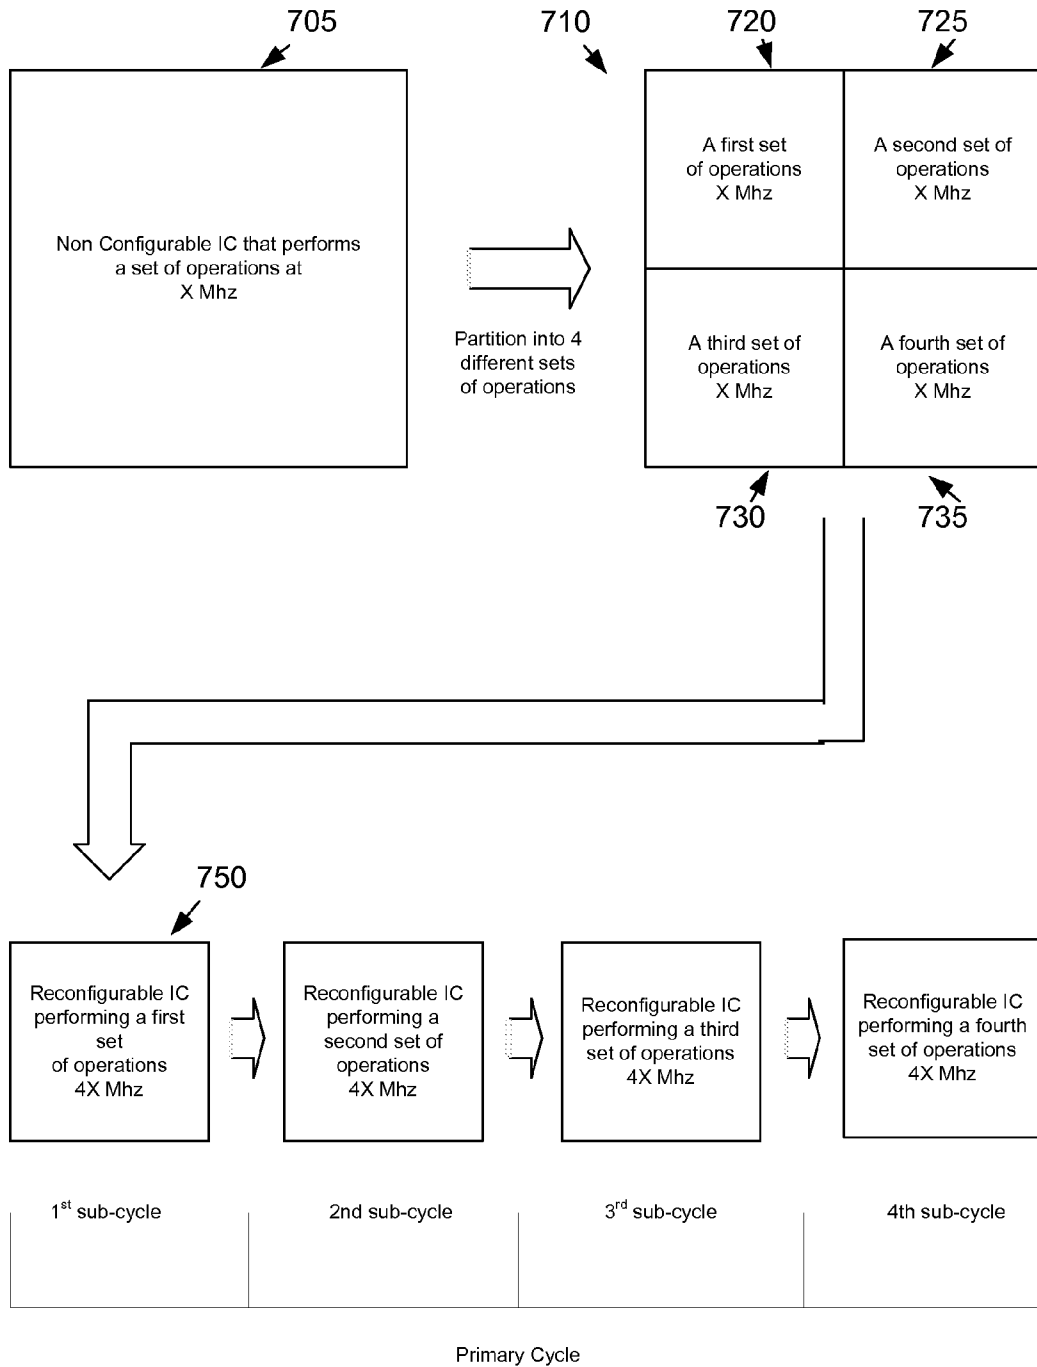 705
710
720
725
A first set
of operations
X Mhz
A second set of
operations
X Mhz
Non Configurable IC that performs
a set of operations at
X Mhz
Partition into 4
different sets
of operations
A third set of
operations
X Mhz
A fourth set of
operations
X Mhz
730
735
750
Reconfigurable IC
performing a first
set
of operations
4X Mhz
Reconfigurable IC
performing a
second set of
operations
4X Mhz
Reconfigurable IC
performing a third
set of operations
4X Mhz
Reconfigurable IC
performing a fourth
set of operations
4X Mhz
1st sub-cycle
2nd sub-cycle
3rd sub-cycle
4th sub-cycle
Primary Cycle